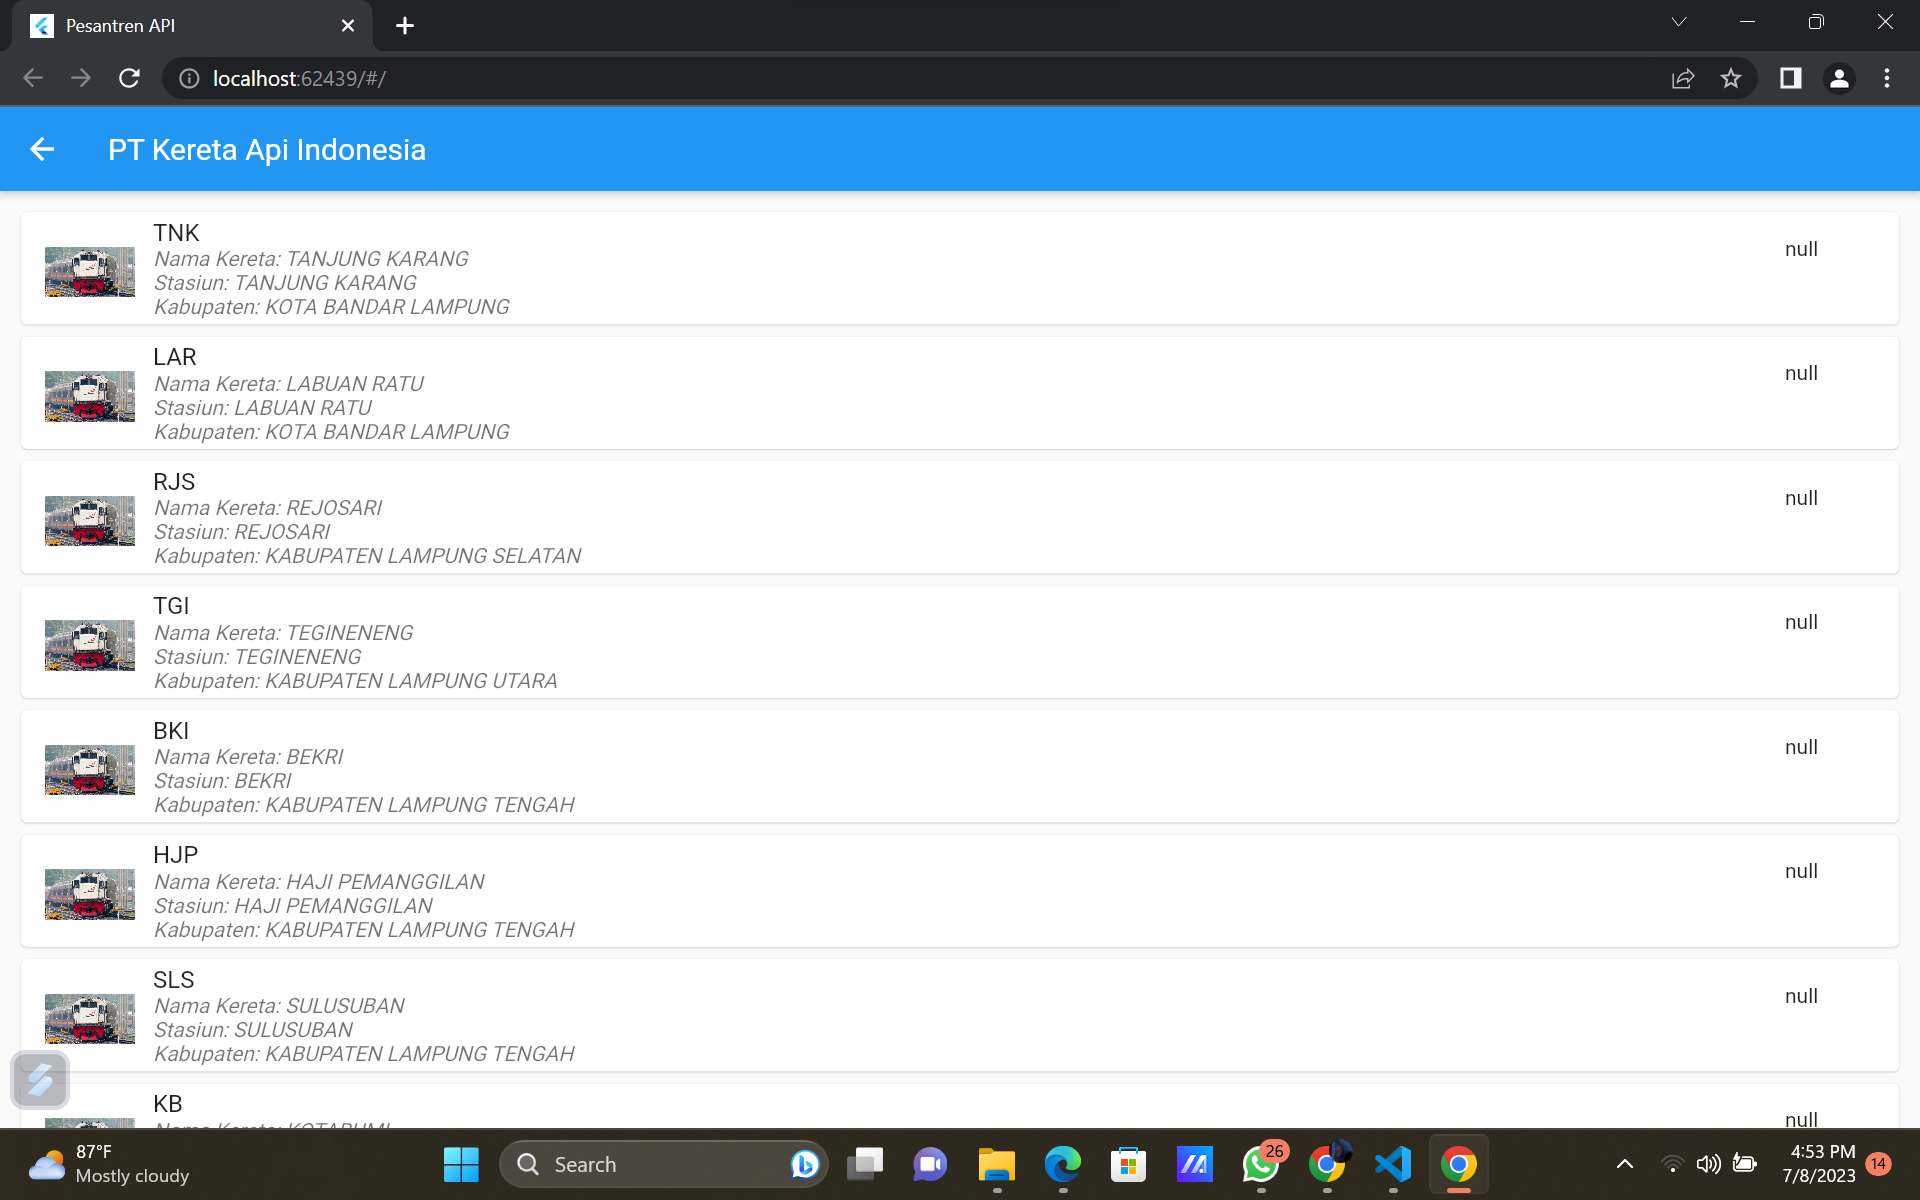 Pesantren API
localhost:62439/#/
PT Kereta Api Indonesia
TNK
Nama Kereta: TANJUNG KARANG
Stasiun: TANJUNG KARANG
Kabupaten: KOTA BANDAR LAMPUNG
null
LAR
Nama Kereta: LABUAN RATU
Stasiun: LABUAN RATU
Kabupaten: KOTA BANDAR LAMPUNG
null
RJS
Nama Kereta: REJOSARI
Stasiun: REJOSARI
Kabupaten: KABUPATEN LAMPUNG SELATAN
null
TGI
Nama Kereta: TEGINENENG
Stasiun: TEGINENENG
Kabupaten: KABUPATEN LAMPUNG UTARA
null
BKI
Nama Kereta: BEKRI
Stasiun: BEKRI
Kabupaten: KABUPATEN LAMPUNG TENGAH
null
HJP
Nama Kereta: HAJI PEMANGGILAN
Stasiun: HAJI PEMANGGILAN
Kabupaten: KABUPATEN LAMPUNG TENGAH
null
SLS
Nama Kereta: SULUSUBAN
Stasiun: SULUSUBAN
Kabupaten: KABUPATEN LAMPUNG TENGAH
null
KB
Nama Kereta: KOTABUMI
null
87°F
Mostly cloudy
Search
26
4:53 PM
7/8/2023
14